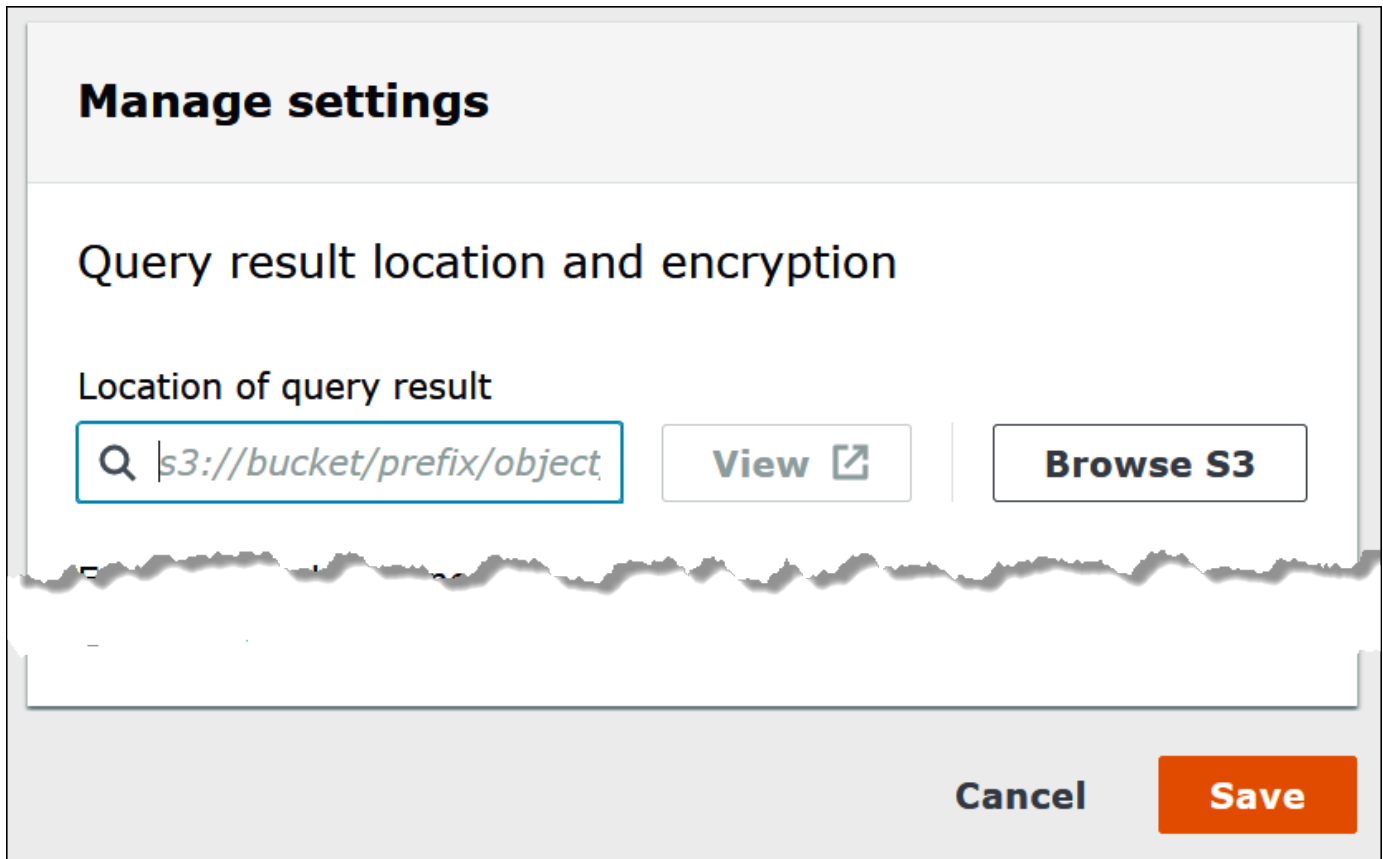 Manage settings
Query result location and encryption
Location of query result
s3://bucket/prefix/object
View
Browse S3
Cancel
Save